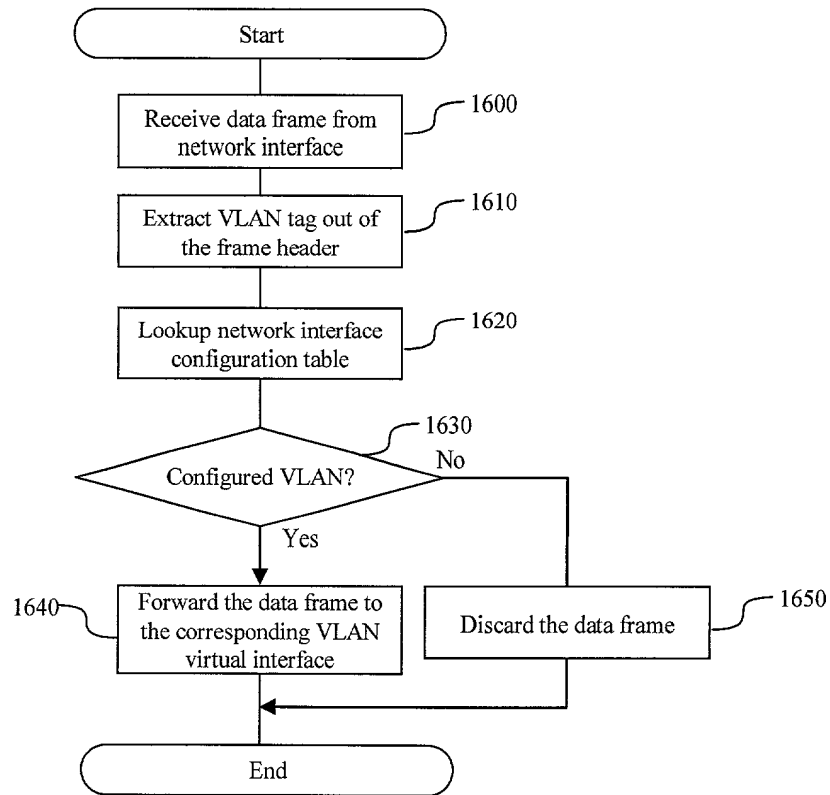 Start
Receive data frame from
network interface
1600
Extract VLAN tag out of
the frame header
1610
Lookup network interface
configuration table
1620
1630
Configured VLAN?
No
Yes
1640
Forward the data frame to
the corresponding VLAN
virtual interface
Discard the data frame
1650
End